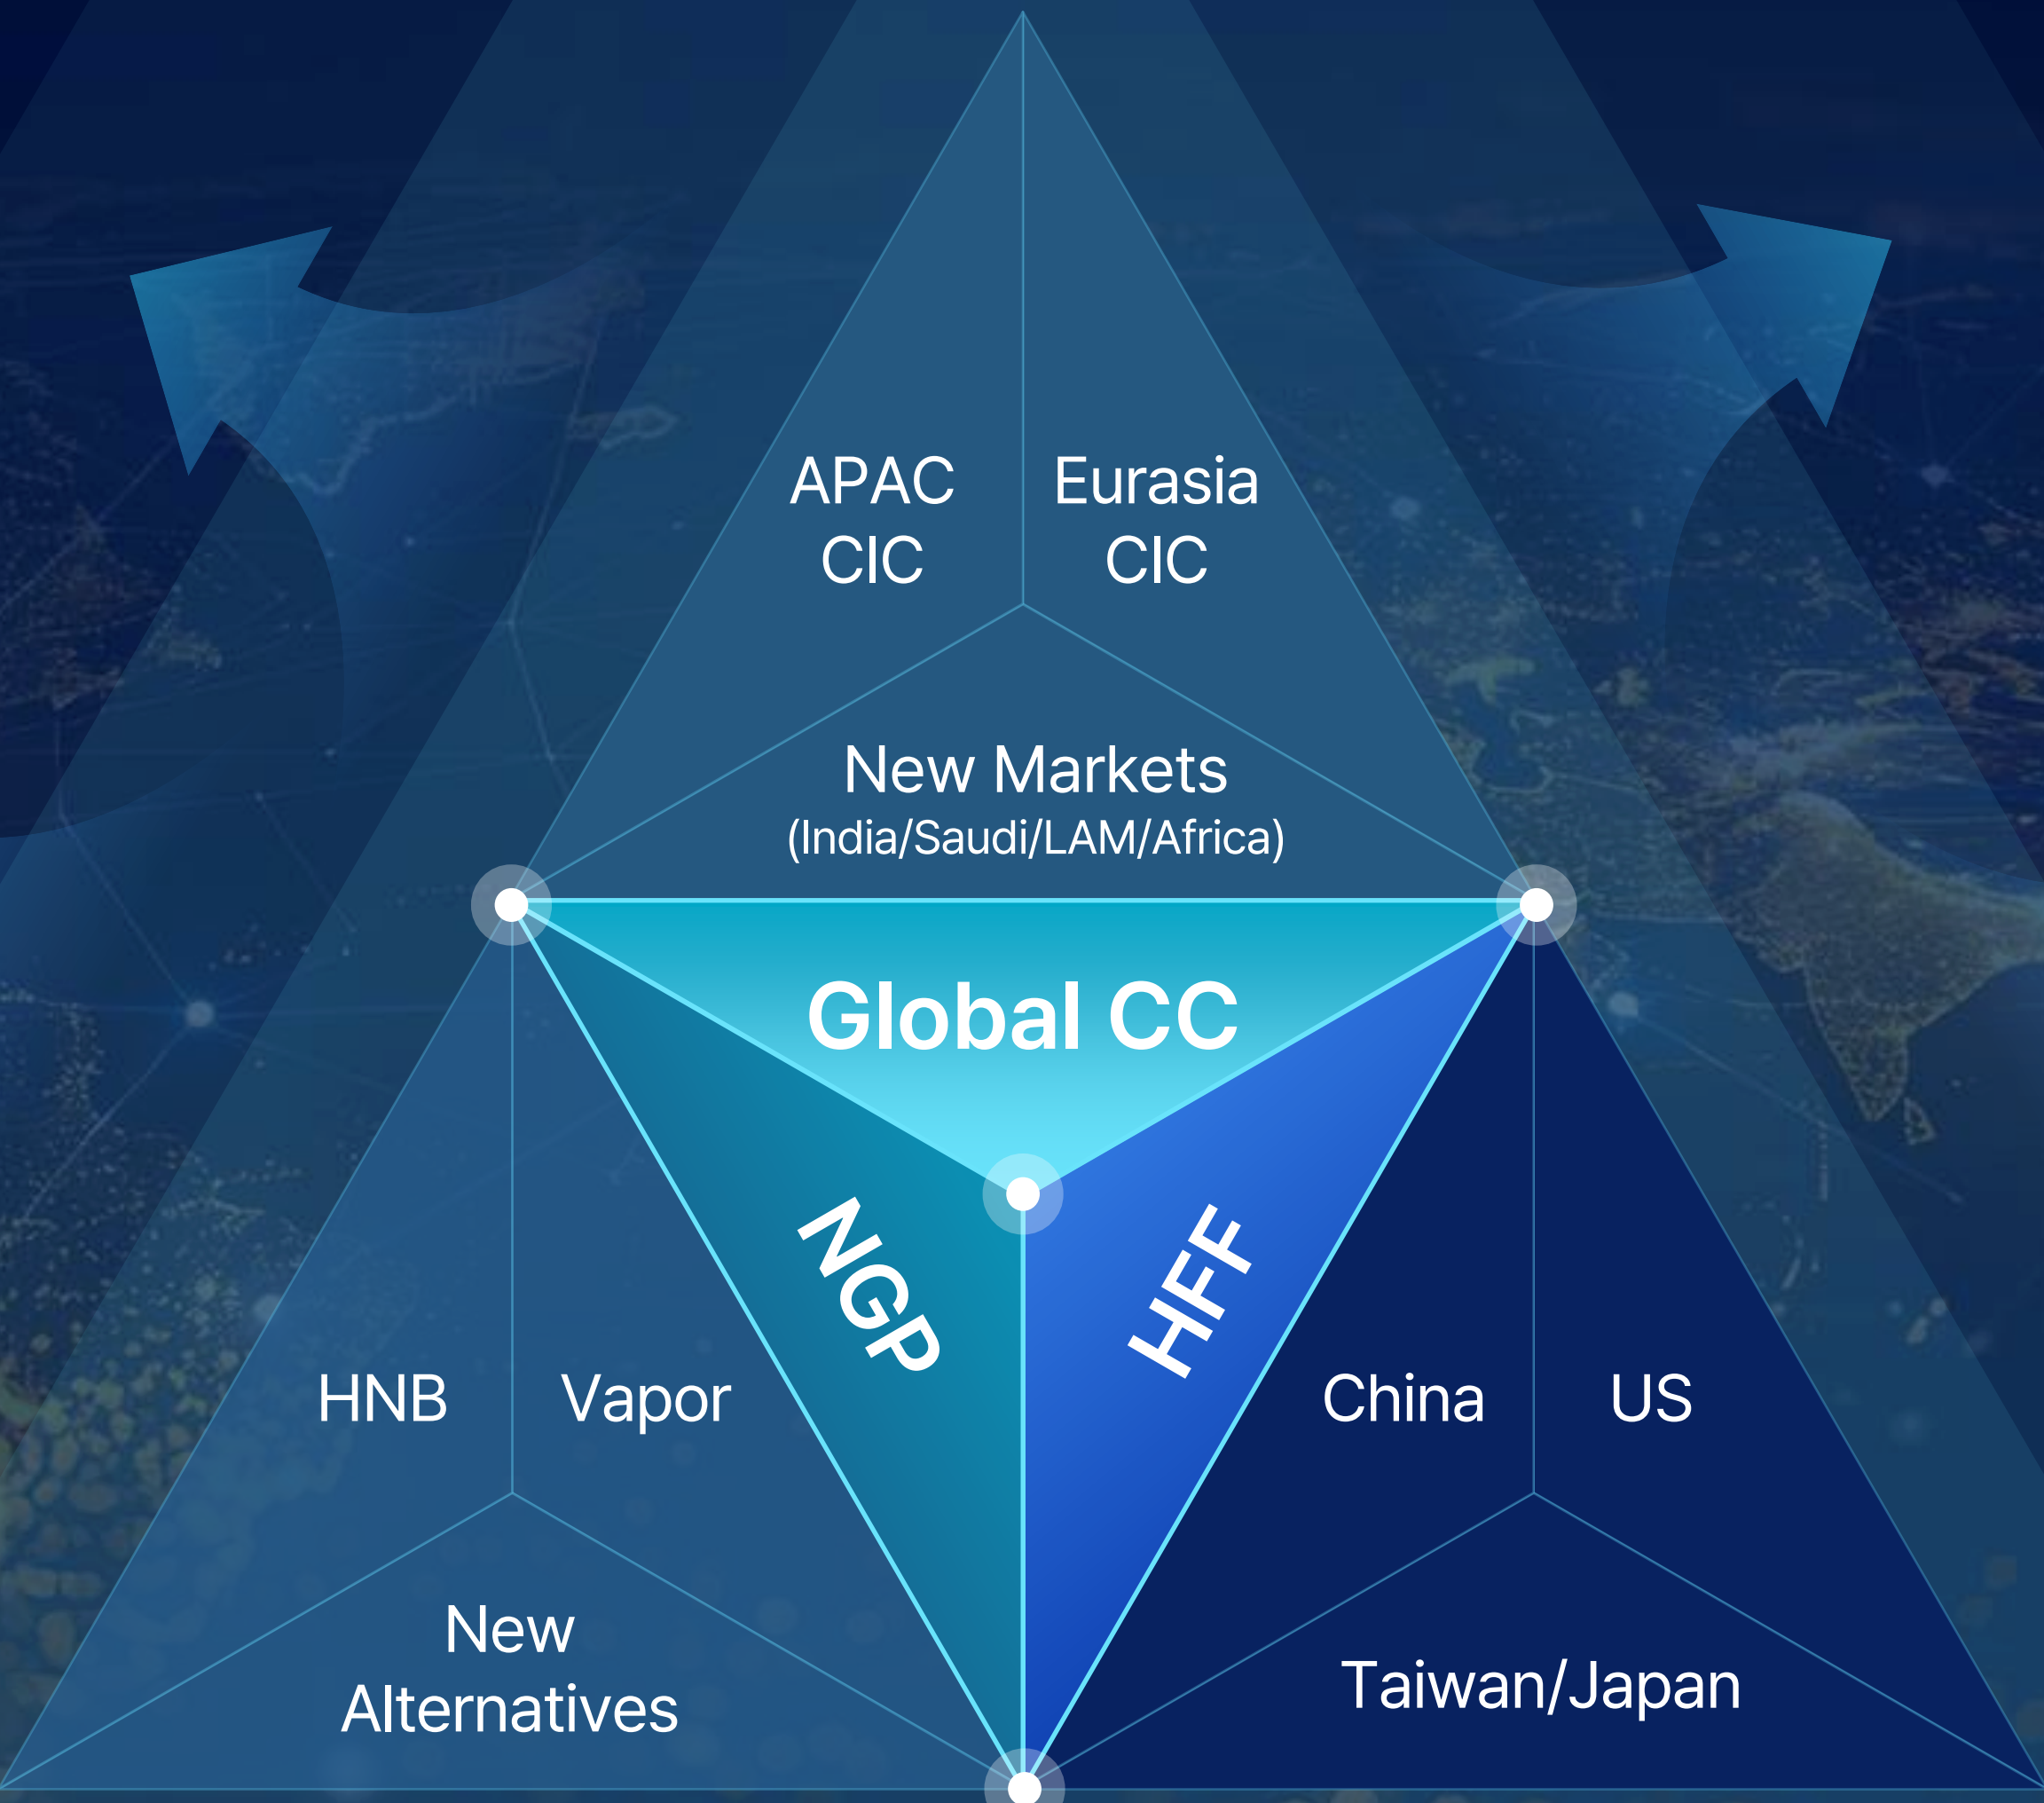 APAC
CIC
Eurasia
CIC
New Markets
(India/Saudi/LAM/Africa)
Global CC
NGP
HFF
HNB
Vapor
New
Alternatives
China
US
Taiwan/Japan